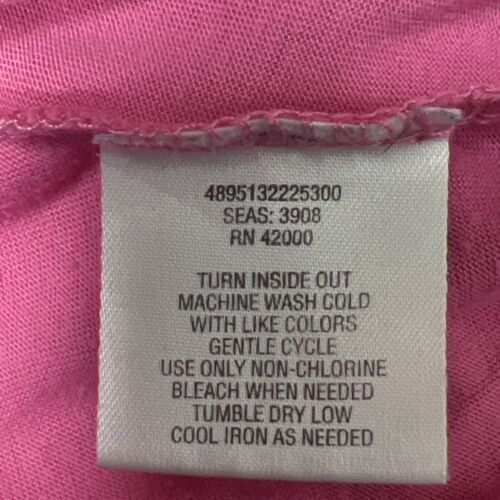 4895132225300
SEAS: 3908
RN 42000
TURN INSIDE OUT
MACHINE WASH COLD
WITH LIKE COLORS
GENTLE CYCLE
USE ONLY NON-CHLORINE
BLEACH WHEN NEEDED
TUMBLE DRY LOW
COOL IRON AS NEEDED